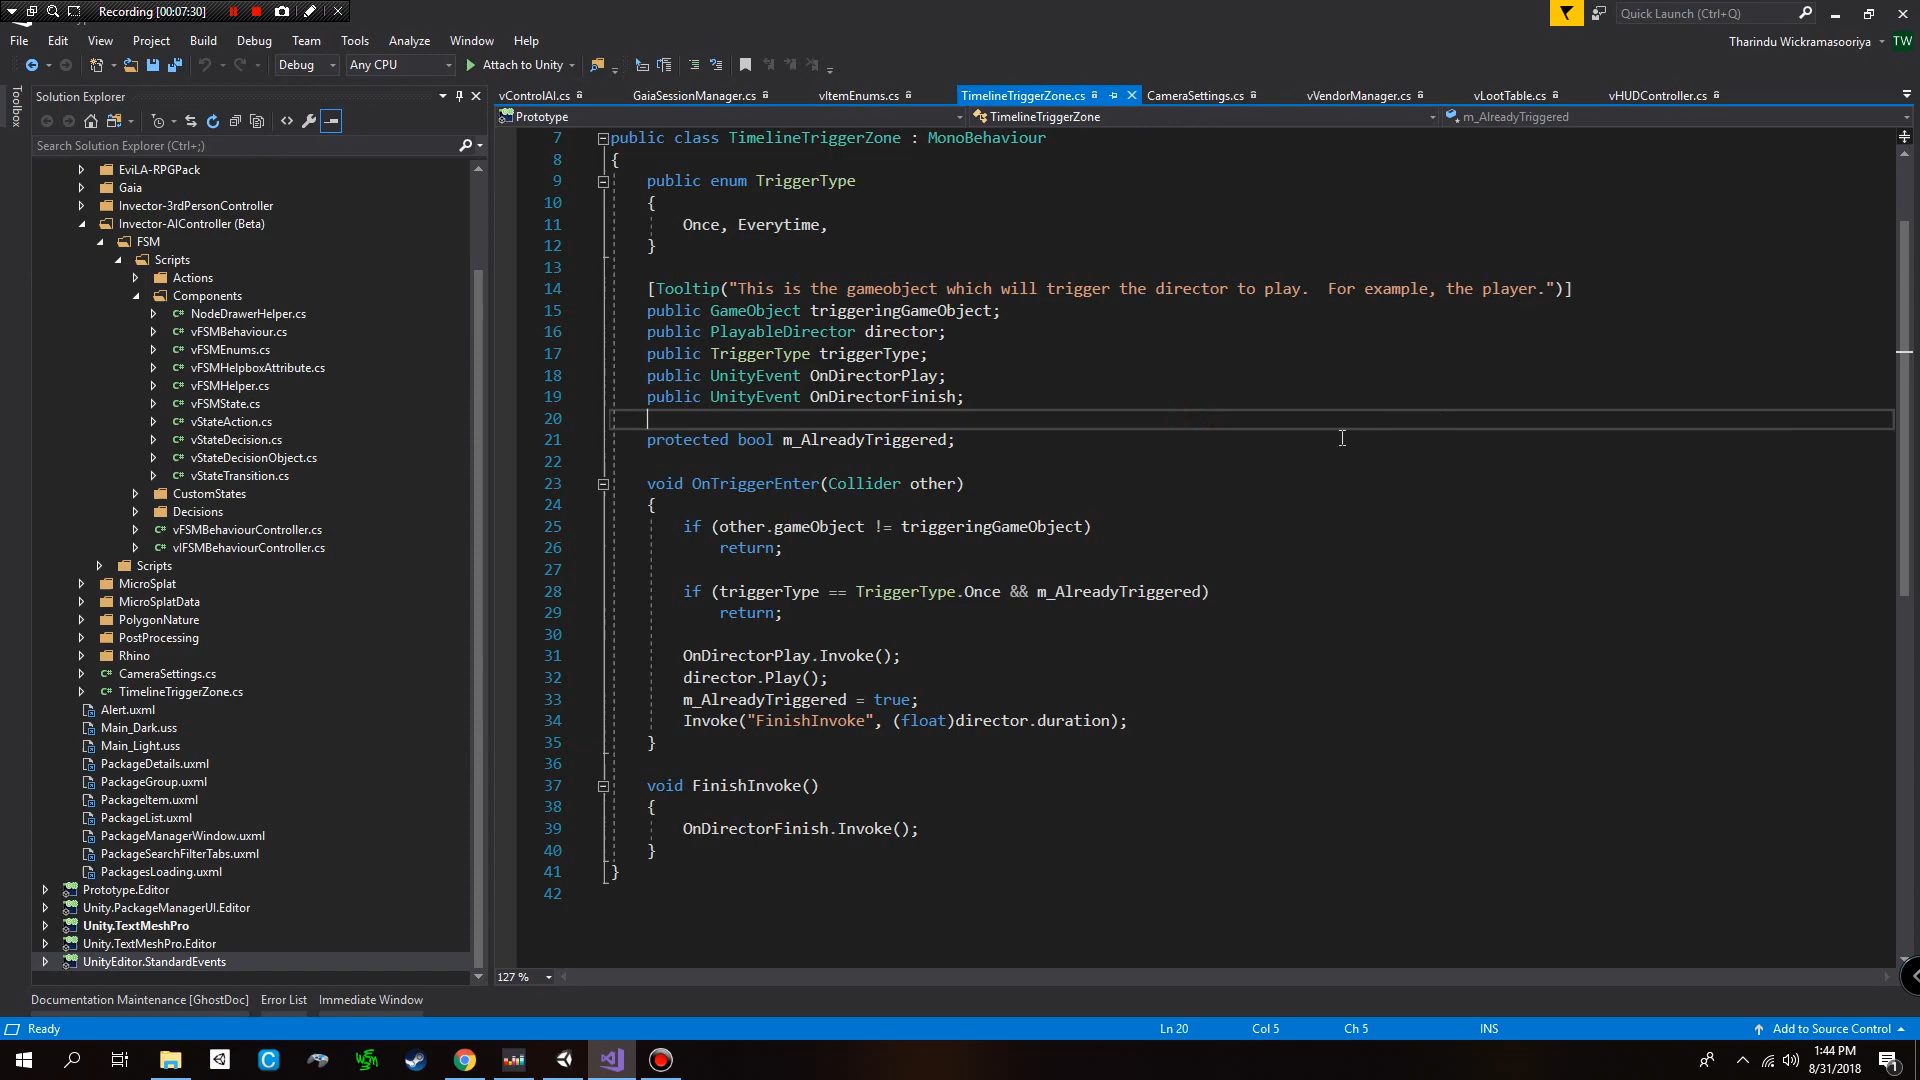 Recording [00:07:30]
Quick Launch (Ctrl+Q)
File Edit View Project Build Debug Team Tools Analyze Window Help
Tharindu Wickramasooriya TW
Debug Any CPU Attach to Unity
Toolbox
Solution Explorer
vControlAI.cs GaiaSessionManager.cs vItemEnums.cs TimelineTriggerZone.cs CameraSettings.cs vVendorManager.cs vLootTable.cs vHUDController.cs
Prototype TimelineTriggerZone m_AlreadyTriggered
Search Solution Explorer (Ctrl+;)
EviLA-RPGPack
Gaia
Invector-3rdPersonController
Invector-AIController (Beta)
FSM
Scripts
Actions
Components
NodeDrawerHelper.cs
vFSMBehaviour.cs
vFSMEnums.cs
vFSMHelpboxAttribute.cs
vFSMHelper.cs
vFSMState.cs
vStateAction.cs
vStateDecision.cs
vStateDecisionObject.cs
vStateTransition.cs
CustomStates
Decisions
vFSMBehaviourController.cs
vIFSMBehaviourController.cs
Scripts
MicroSplat
MicroSplatData
PolygonNature
PostProcessing
Rhino
CameraSettings.cs
TimelineTriggerZone.cs
Alert.uxml
Main_Dark.uss
Main_Light.uss
PackageDetails.uxml
PackageGroup.uxml
PackageItem.uxml
PackageList.uxml
PackageManagerWindow.uxml
PackageSearchFilterTabs.uxml
PackagesLoading.uxml
Prototype.Editor
Unity.PackageManagerUI.Editor
Unity.TextMeshPro
Unity.TextMeshPro.Editor
UnityEditor.StandardEvents
7 public class TimelineTriggerZone : MonoBehaviour
8 {
9 public enum TriggerType
10 {
11 Once, Everytime,
12 }
13
14 [Tooltip("This is the gameobject which will trigger the director to play.  For example, the player.")]
15 public GameObject triggeringGameObject;
16 public PlayableDirector director;
17 public TriggerType triggerType;
18 public UnityEvent OnDirectorPlay;
19 public UnityEvent OnDirectorFinish;
20
21 protected bool m_AlreadyTriggered;
22
23 void OnTriggerEnter(Collider other)
24 {
25 if (other.gameObject != triggeringGameObject)
26 return;
27
28 if (triggerType == TriggerType.Once && m_AlreadyTriggered)
29 return;
30
31 OnDirectorPlay.Invoke();
32 director.Play();
33 m_AlreadyTriggered = true;
34 Invoke("FinishInvoke", (float)director.duration);
35 }
36
37 void FinishInvoke()
38 {
39 OnDirectorFinish.Invoke();
40 }
41 }
42
127 %
Documentation Maintenance [GhostDoc] Error List Immediate Window
Ready Ln 20 Col 5 Ch 5 INS Add to Source Control
1:44 PM
8/31/2018
1